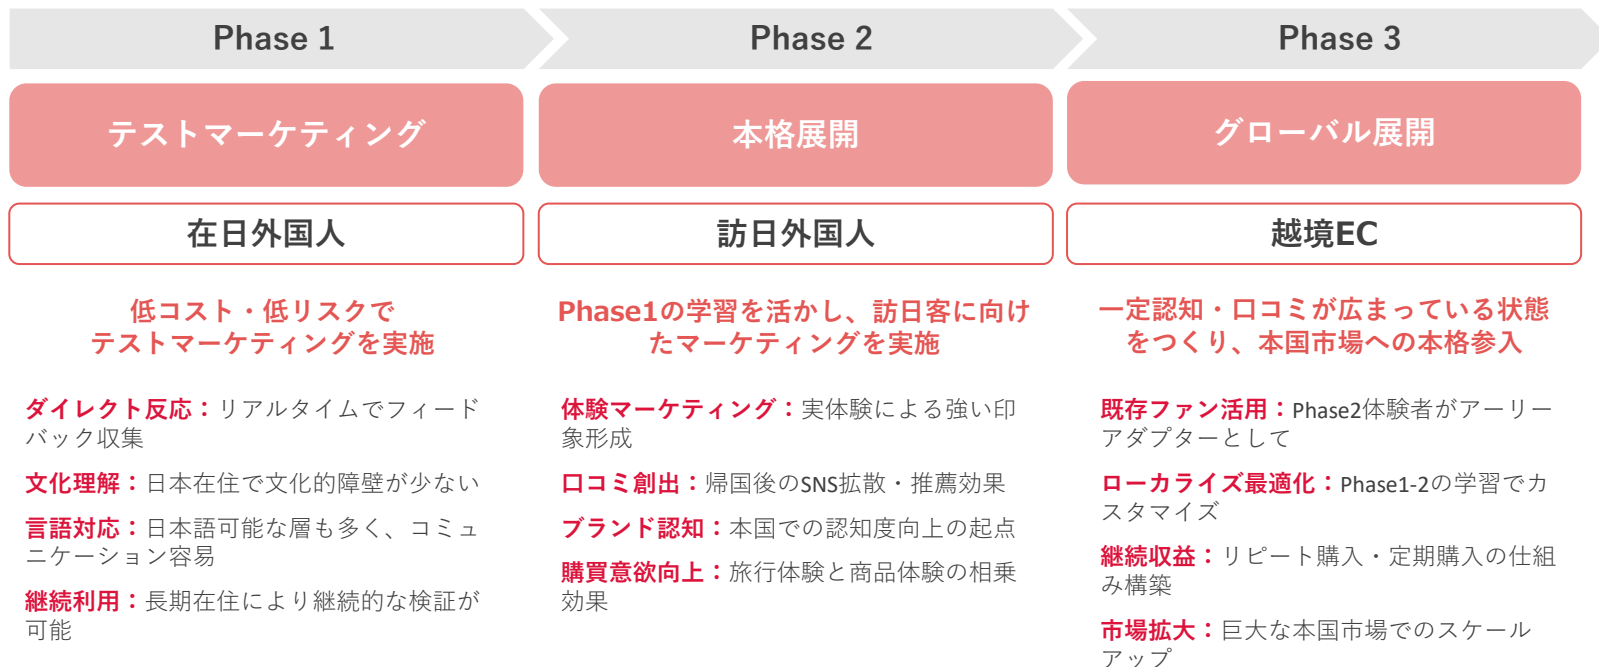 Phase 1
Phase 2
Phase 3
テストマーケティング
本格展開
グローバル展開
在日外国人
訪日外国人
越境EC
低コスト・低リスクで
テストマーケティングを実施
ダイレクト反応：リアルタイムでフィード
バック収集
文化理解：日本在住で文化的障壁が少ない
言語対応：日本語可能な層も多く、コミュ
ニケーション容易
継続利用：長期在住により継続的な検証が
可能
Phase1の学習を活かし、訪日客に向け
たマーケティングを実施
体験マーケティング：実体験による強い印
象形成
口コミ創出：帰国後のSNS拡散・推薦効果
ブランド認知：本国での認知度向上の起点
購買意欲向上：旅行体験と商品体験の相乗
効果
一定認知・口コミが広まっている状態
をつくり、本国市場への本格参入
既存ファン活用：Phase2体験者がアーリー
アダプターとして
ローカライズ最適化：Phase1-2の学習でカ
スタマイズ
継続収益：リピート購入・定期購入の仕組
み構築
市場拡大：巨大な本国市場でのスケール
アップ